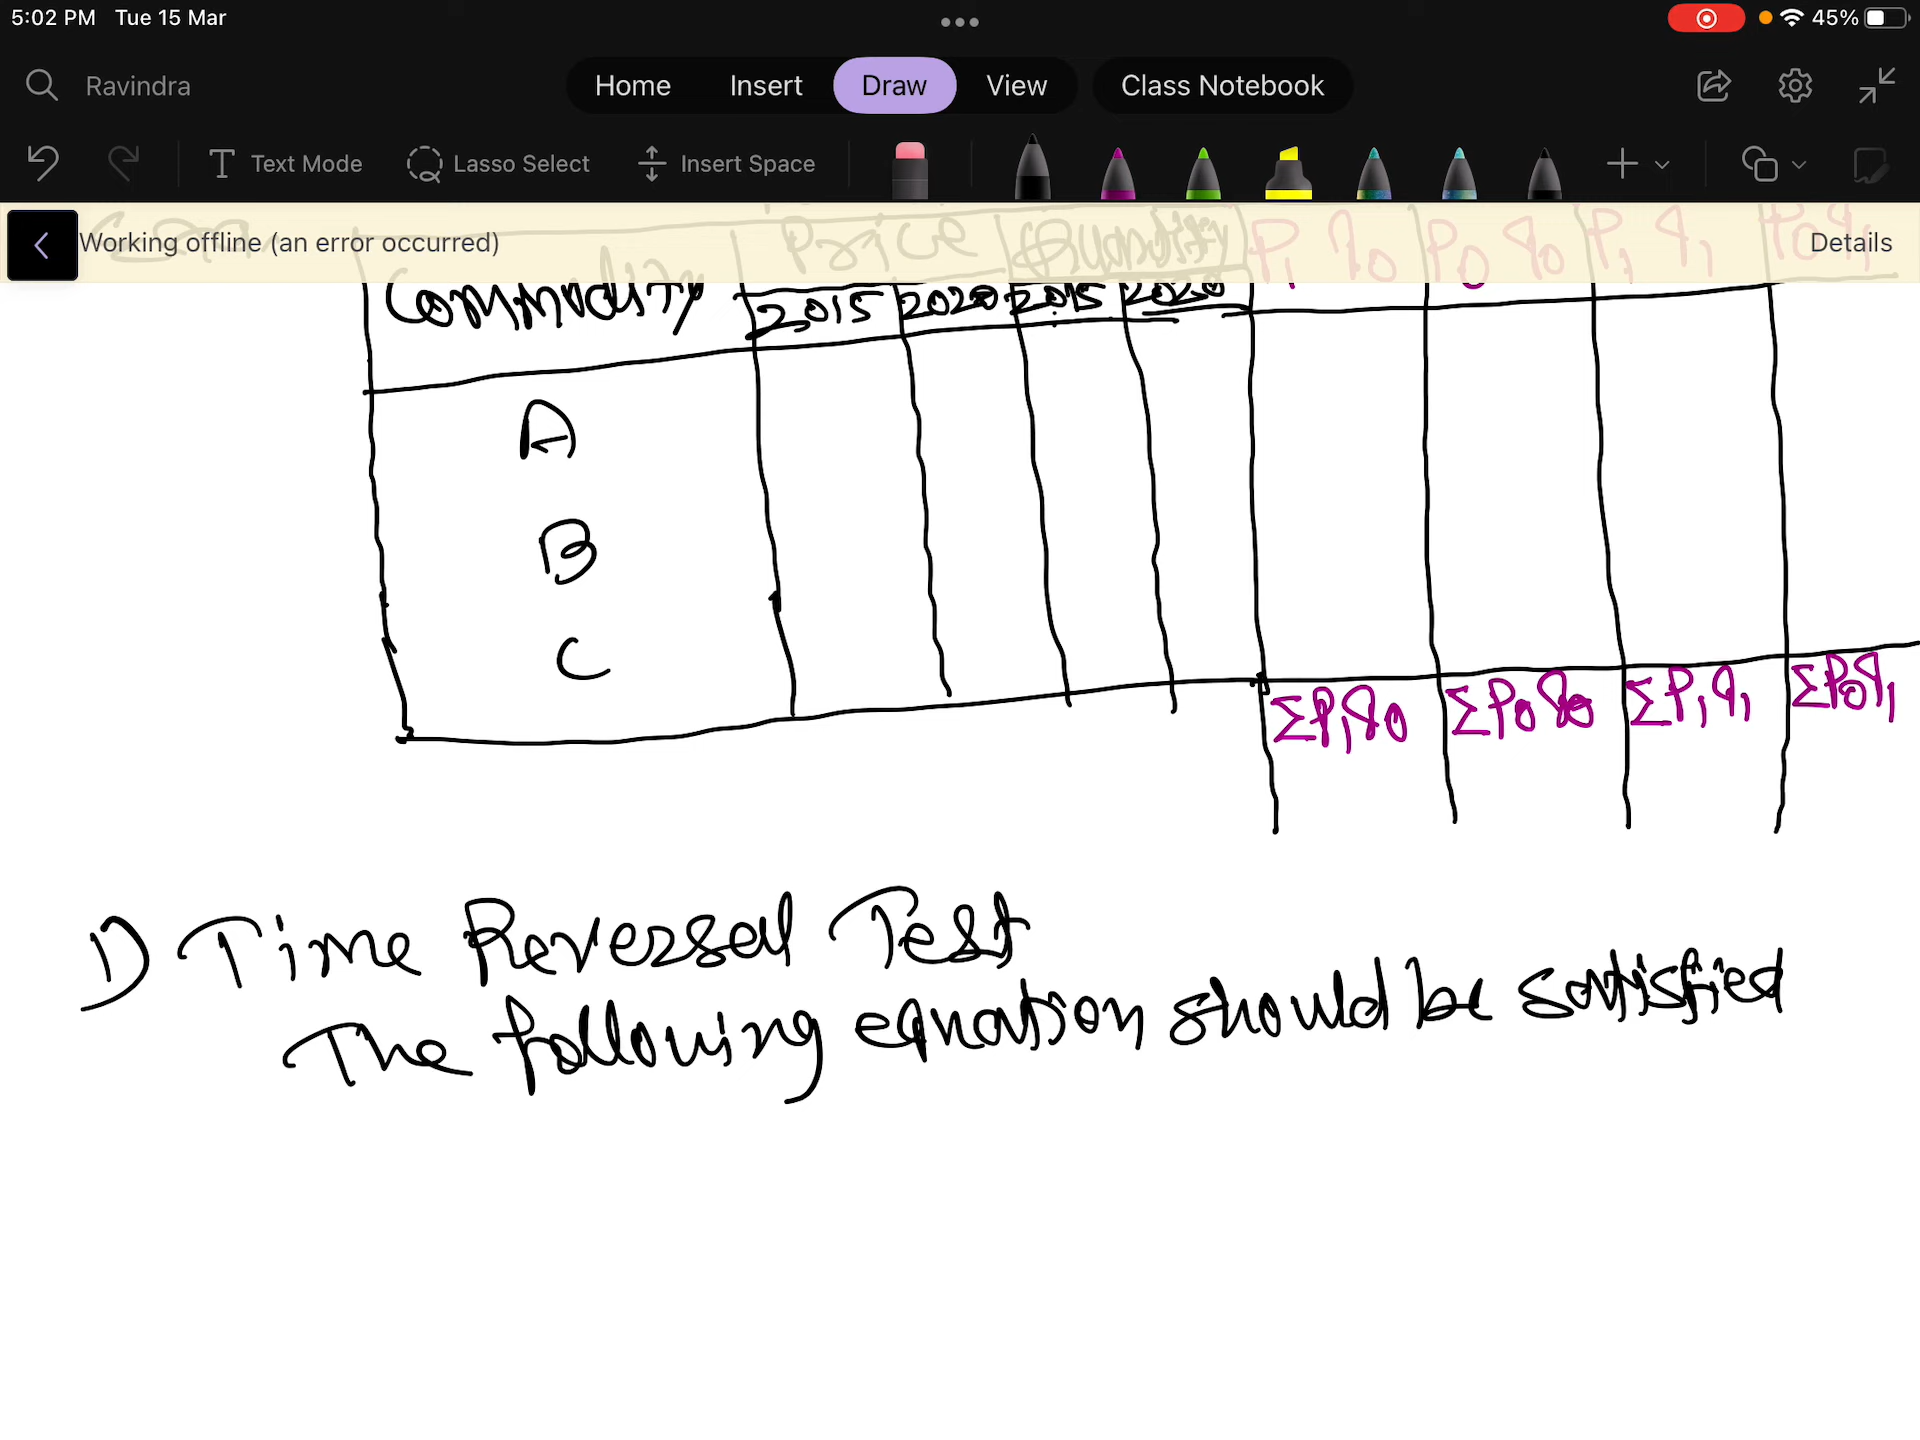 5:02 PM Tue 15 Mar
45%
Ravindra
Home Insert Draw View Class Notebook
Text Mode Lasso Select Insert Space
Working offline (an error occurred) Details
Commodity Price Quantity P₁q₀ P₀q₀ P₁q₁ P₀q₁
2015 2020 2015 2020
A
B
C
ΣP₁q₀ ΣP₀q₀ ΣP₁q₁ ΣP₀q₁
1) Time Reversal Test
The following equation should be satisfied